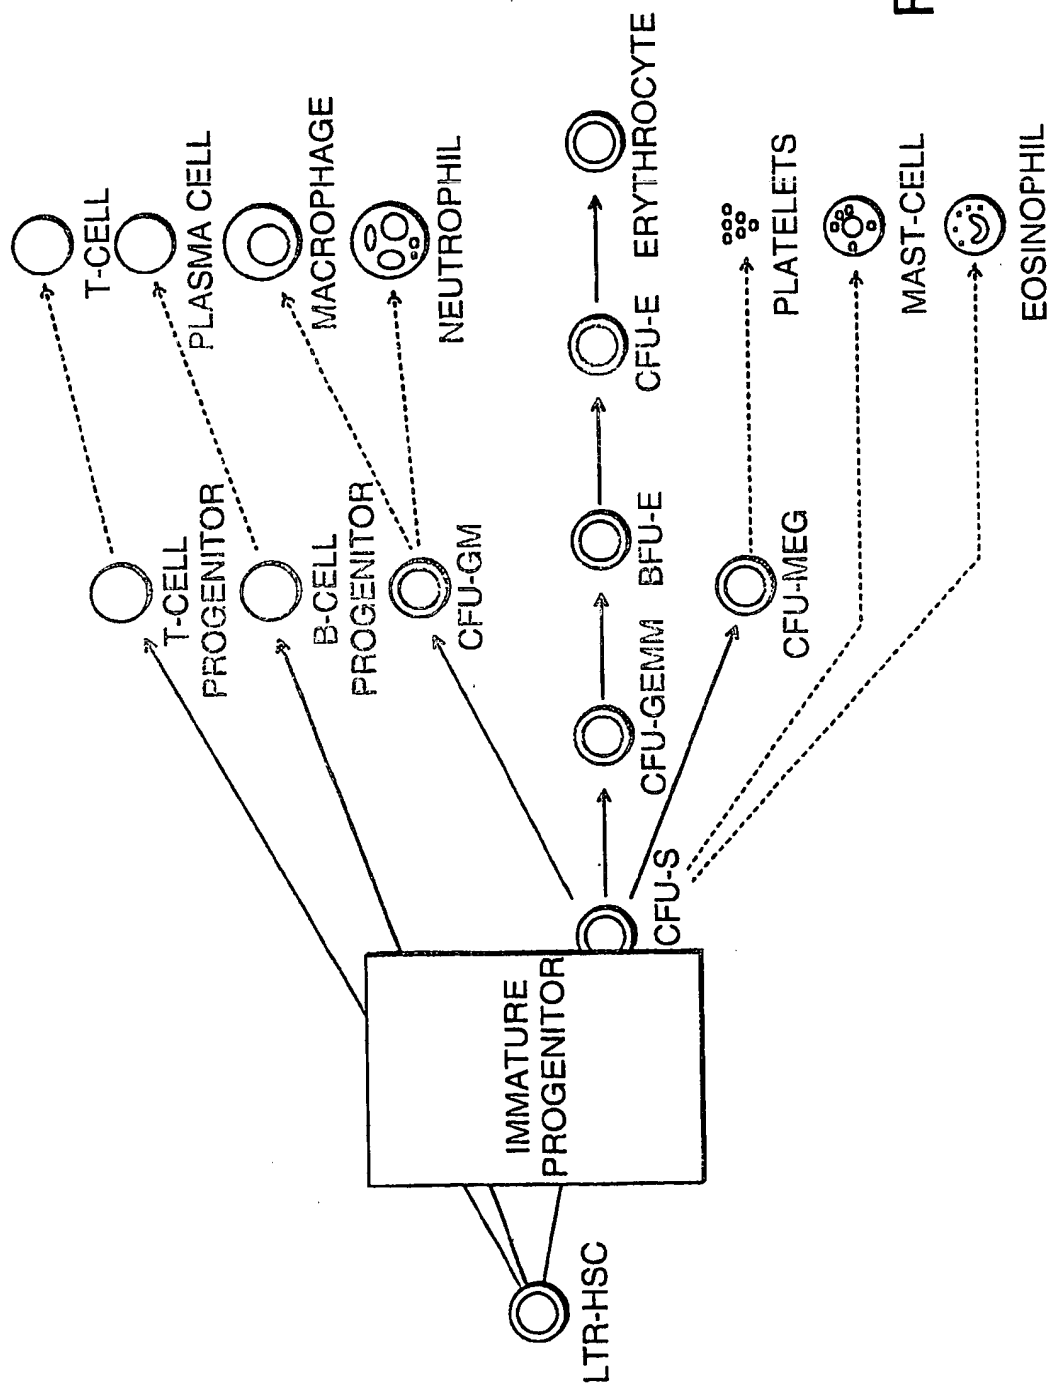 T-CELL
PLASMA CELL
MACROPHAGE
NEUTROPHIL
T-CELL
PROGENITOR
B-CELL
PROGENITOR
CFU-GM
LTR-HSC
IMMATURE
PROGENITOR
CFU-S
CFU-GEMM
BFU-E
CFU-E
ERYTHROCYTE
CFU-MEG
PLATELETS
MAST-CELL
EOSINOPHIL